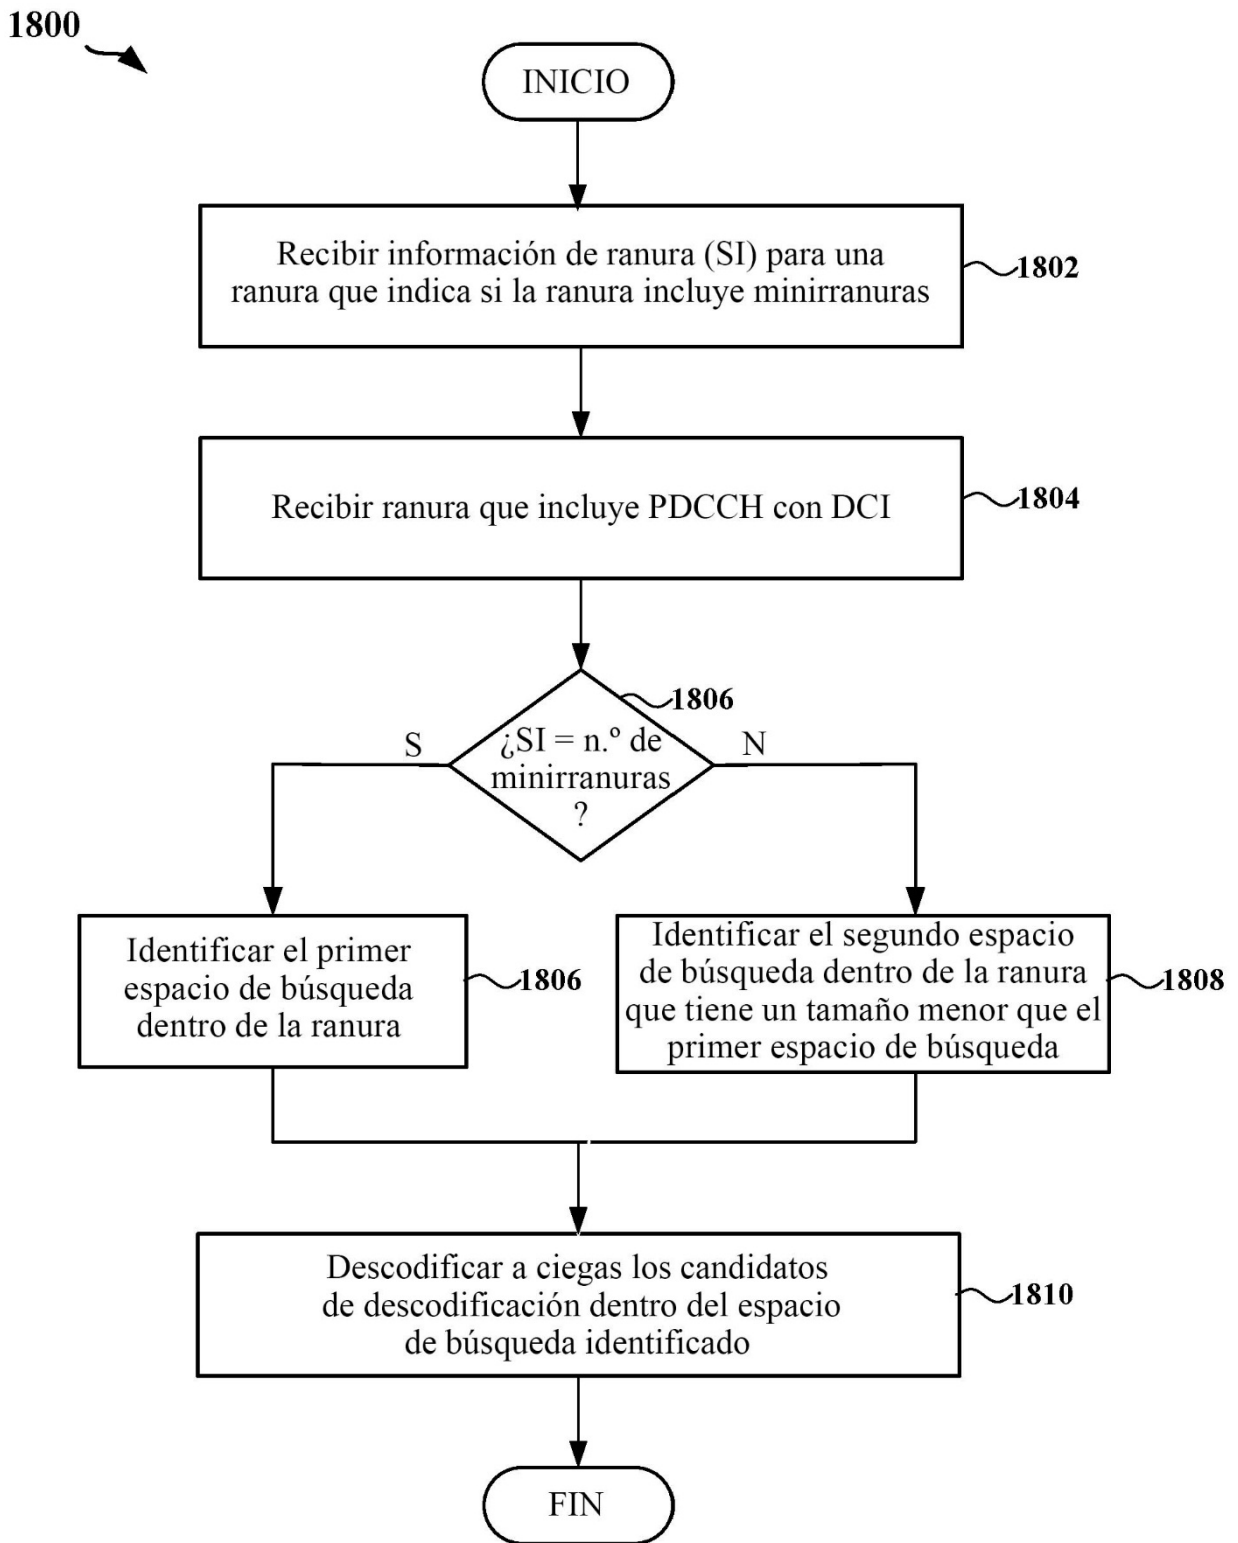 1800
INICIO
Recibir información de ranura (SI) para una
ranura que indica si la ranura incluye minirranuras
1802
Recibir ranura que incluye PDCCH con DCI
1804
1806
S
¿SI = n.º de
minirranuras
?
N
Identificar el primer
espacio de búsqueda
dentro de la ranura
1806
Identificar el segundo espacio
de búsqueda dentro de la ranura
que tiene un tamaño menor que el
primer espacio de búsqueda
1808
Descodificar a ciegas los candidatos
de descodificación dentro del espacio
de búsqueda identificado
1810
FIN